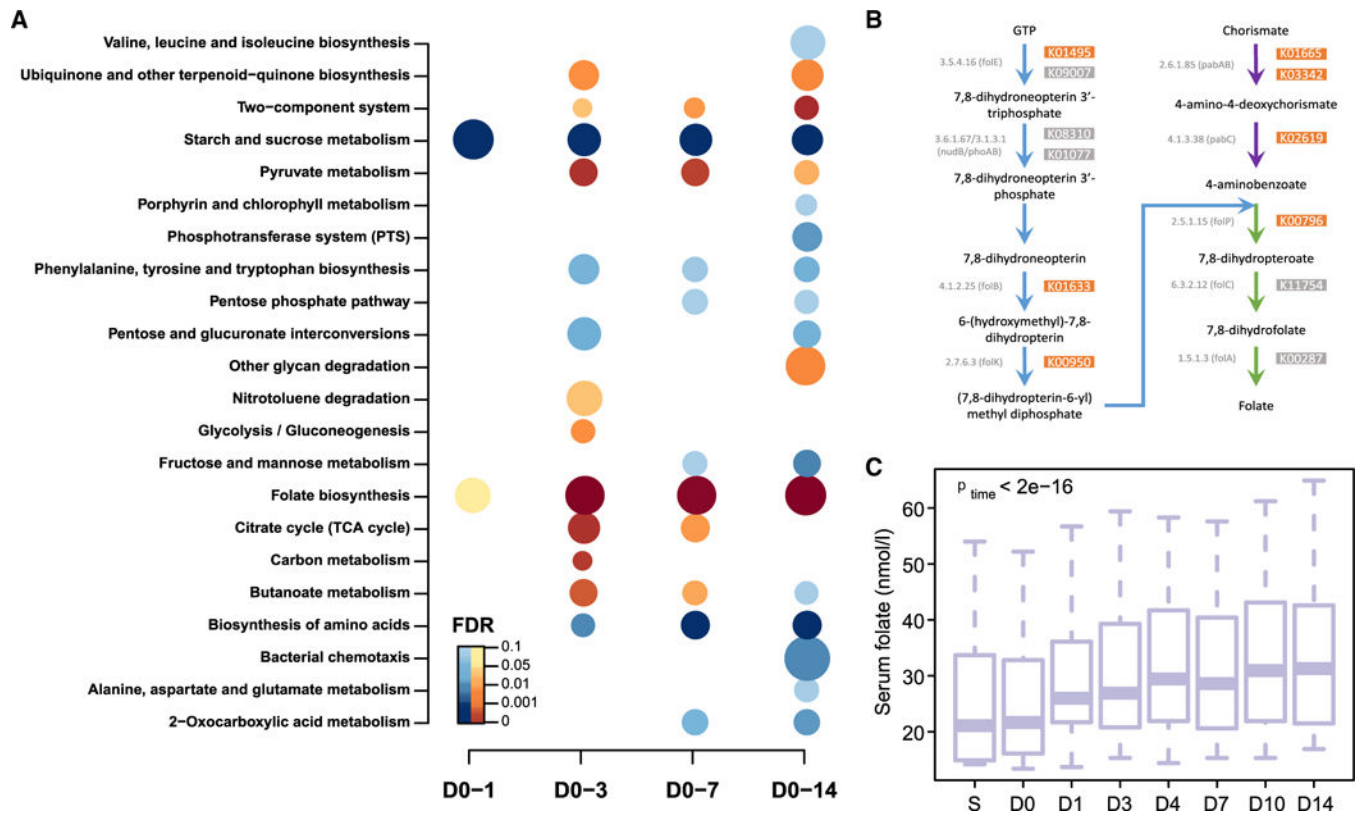 A
Valine, leucine and isoleucine biosynthesis
Ubiquinone and other terpenoid−quinone biosynthesis
Two−component system
Starch and sucrose metabolism
Pyruvate metabolism
Porphyrin and chlorophyll metabolism
Phosphotransferase system (PTS)
Phenylalanine, tyrosine and tryptophan biosynthesis
Pentose phosphate pathway
Pentose and glucuronate interconversions
Other glycan degradation
Nitrotoluene degradation
Glycolysis / Gluconeogenesis
Fructose and mannose metabolism
Folate biosynthesis
Citrate cycle (TCA cycle)
Carbon metabolism
Butanoate metabolism
Biosynthesis of amino acids
Bacterial chemotaxis
Alanine, aspartate and glutamate metabolism
2−Oxocarboxylic acid metabolism
FDR
0.1
0.05
0.01
0.001
0
D0−1
D0−3
D0−7
D0−14
B
GTP
3.5.4.16 (folE)
K01495
K09007
7,8-dihydroneopterin 3'-
triphosphate
3.6.1.67/3.1.3.1
(nudB/phoAB)
K08310
K01077
7,8-dihydroneopterin 3'-
phosphate
7,8-dihydroneopterin
4.1.2.25 (folB)
K01633
6-(hydroxymethyl)-7,8-
dihydropterin
2.7.6.3 (folK)
K00950
(7,8-dihydropterin-6-yl)
methyl diphosphate
Chorismate
2.6.1.85 (pabAB)
K01665
K03342
4-amino-4-deoxychorismate
4.1.3.38 (pabC)
K02619
4-aminobenzoate
2.5.1.15 (folP)
K00796
7,8-dihydropteroate
6.3.2.12 (folC)
K11754
7,8-dihydrofolate
1.5.1.3 (folA)
K00287
Folate
C
p time < 2e−16
Serum folate (nmol/l)
60
50
40
30
20
S
D0
D1
D3
D4
D7
D10
D14